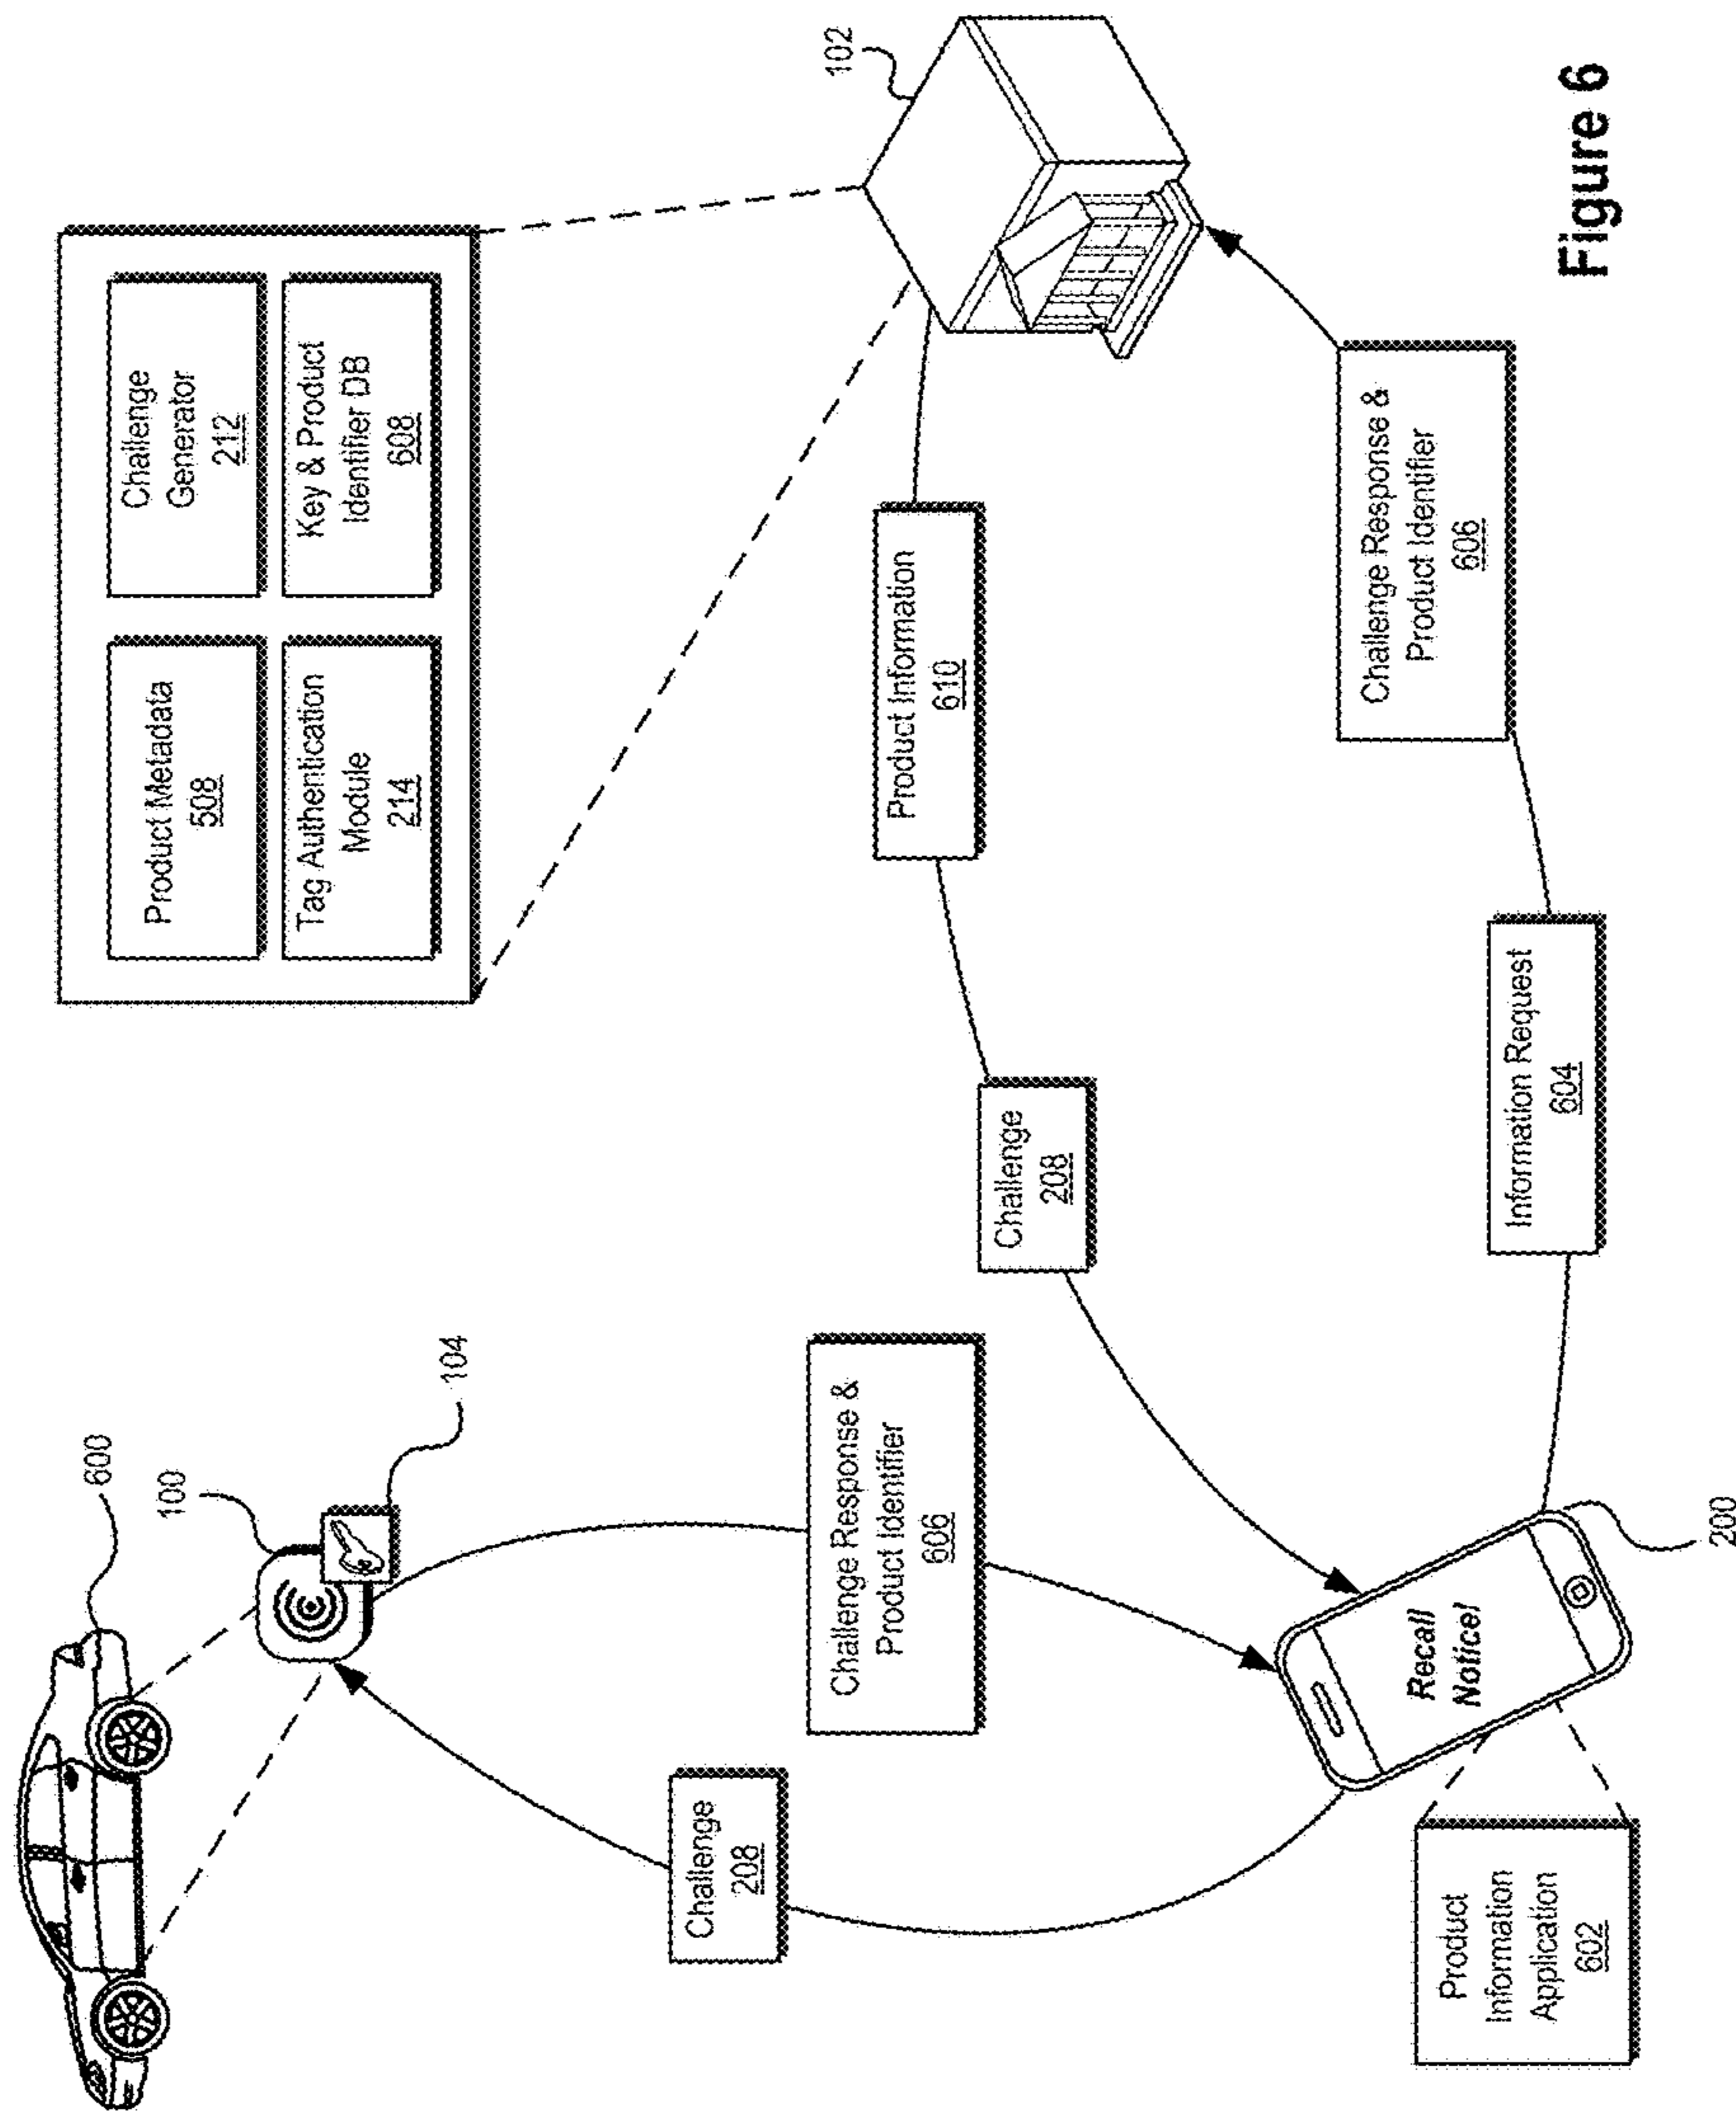 600
100
104
Challenge
208
Challenge Response &
Product Identifier
606
Product
Information
Application
602
Recall
Notice!
200
Challenge
208
Product Information
610
Information Request
604
Challenge Response &
Product Identifier
606
Product Metadata
508
Challenge
Generator
212
Tag Authentication
Module
214
Key & Product
Identifier DB
608
102
Figure 6